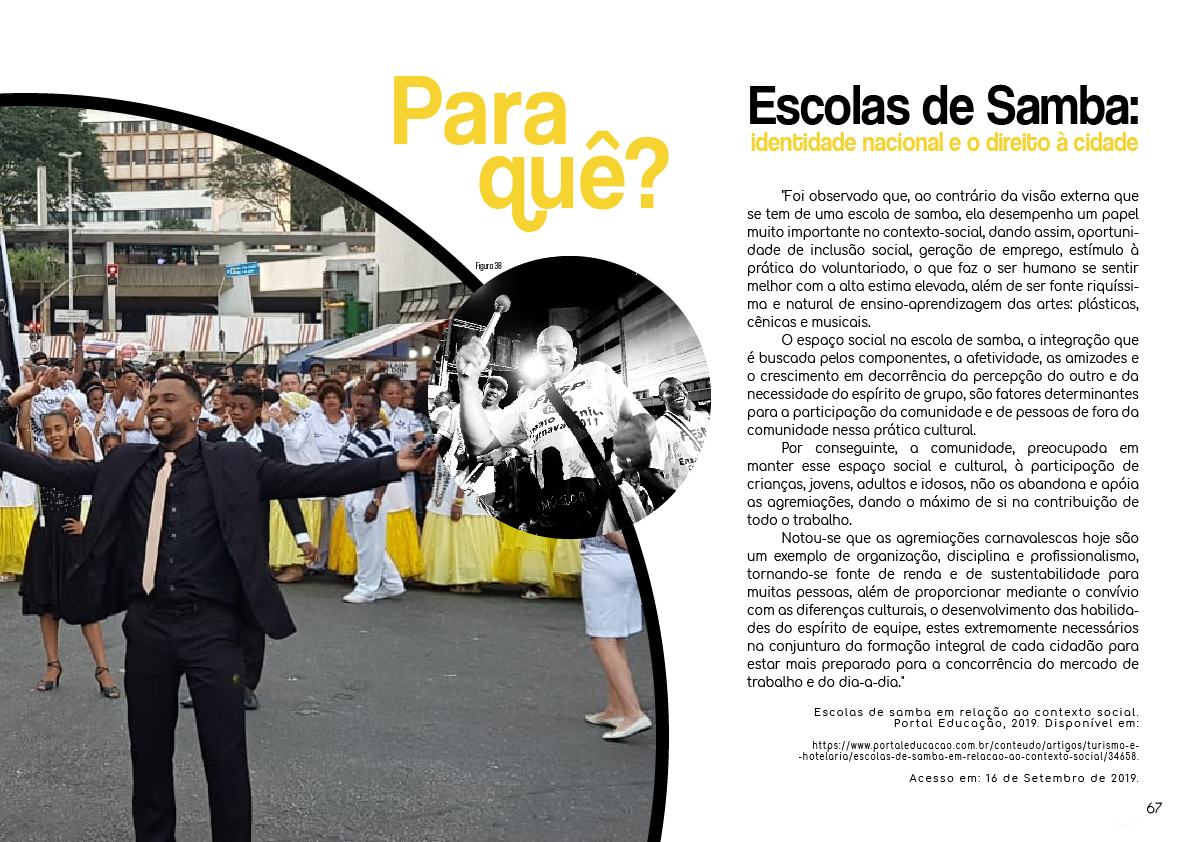 Para
quê?
Figura 38
Escolas de Samba:
identidade nacional e o direito à cidade
"Foi observado que, ao contrário da visão externa que
se tem de uma escola de samba, ela desempenha um papel
muito importante no contexto-social, dando assim, oportuni-
dade de inclusão social, geração de emprego, estímulo à
prática do voluntariado, o que faz o ser humano se sentir
melhor com a alta estima elevada, além de ser fonte riquíssi-
ma e natural de ensino-aprendizagem das artes: plásticas,
cênicas e musicais.
O espaço social na escola de samba, a integração que
é buscada pelos componentes, a afetividade, as amizades e
o crescimento em decorrência da percepção do outro e da
necessidade do espírito de grupo, são fatores determinantes
para a participação da comunidade e de pessoas de fora da
comunidade nessa prática cultural.
Por conseguinte, a comunidade, preocupada em
manter esse espaço social e cultural, à participação de
crianças, jovens, adultos e idosos, não os abandona e apóia
as agremiações, dando o máximo de si na contribuição de
todo o trabalho.
Notou-se que as agremiações carnavalescas hoje são
um exemplo de organização, disciplina e profissionalismo,
tornando-se fonte de renda e de sustentabilidade para
muitas pessoas, além de proporcionar mediante o convívio
com as diferenças culturais, o desenvolvimento das habilida-
des do espírito de equipe, estes extremamente necessários
na conjuntura da formação integral de cada cidadão para
estar mais preparado para a concorrência do mercado de
trabalho e do dia-a-dia."
Escolas de samba em relação ao contexto social.
Portal Educação, 2019. Disponível em:
https://www.portaleducacao.com.br/conteudo/artigos/turismo-e-
-hotelaria/escolas-de-samba-em-relacao-ao-contexto-social/34658.
Acesso em: 16 de Setembro de 2019.
67